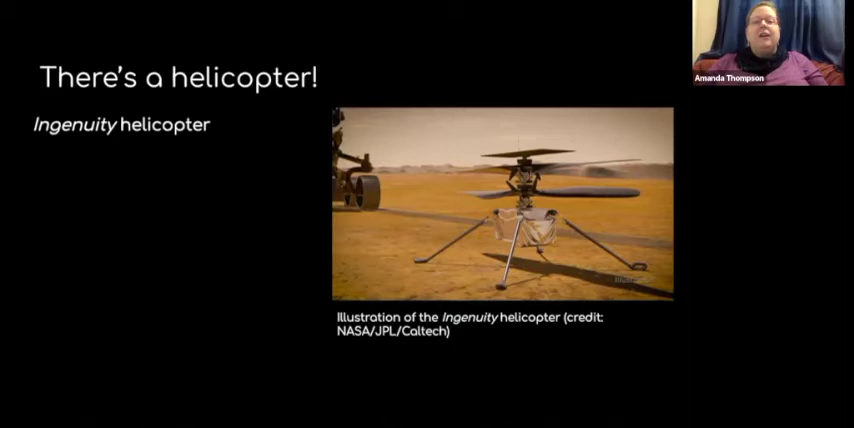 Amanda Thompson
There's a helicopter!
Ingenuity helicopter
Illustration of the Ingenuity helicopter (credit:
NASA/JPL/Caltech)